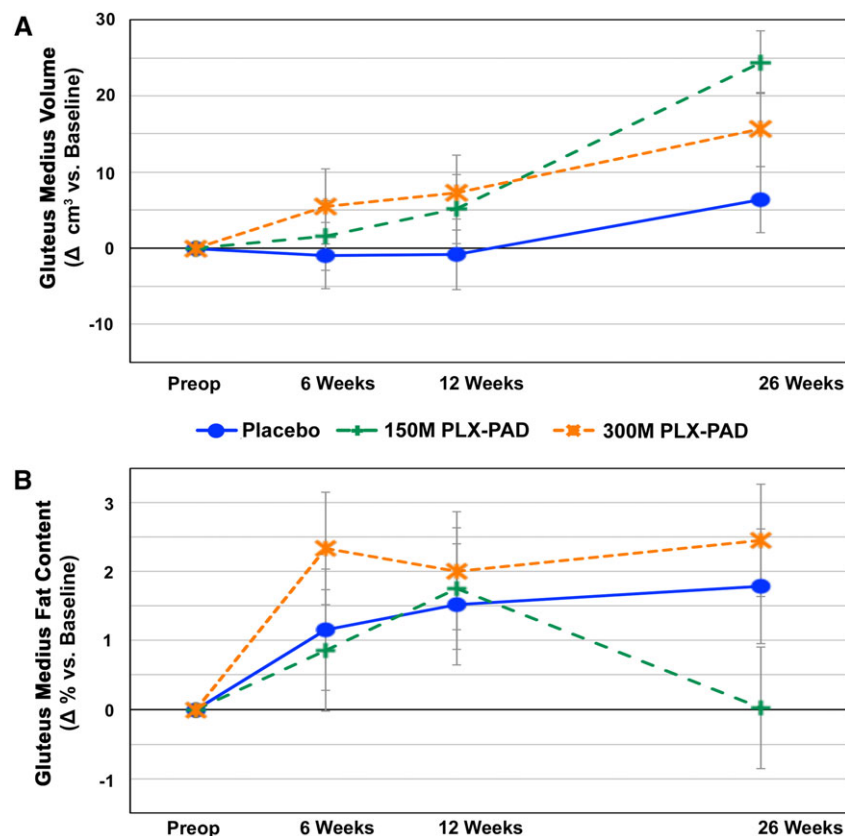 A
Gluteus Medius Volume
(Δ cm³ vs. Baseline)
30
20
10
0
-10
Preop 6 Weeks 12 Weeks 26 Weeks
Placebo 150M PLX-PAD 300M PLX-PAD
B
Gluteus Medius Fat Content
(Δ % vs. Baseline)
3
2
1
0
-1
Preop 6 Weeks 12 Weeks 26 Weeks